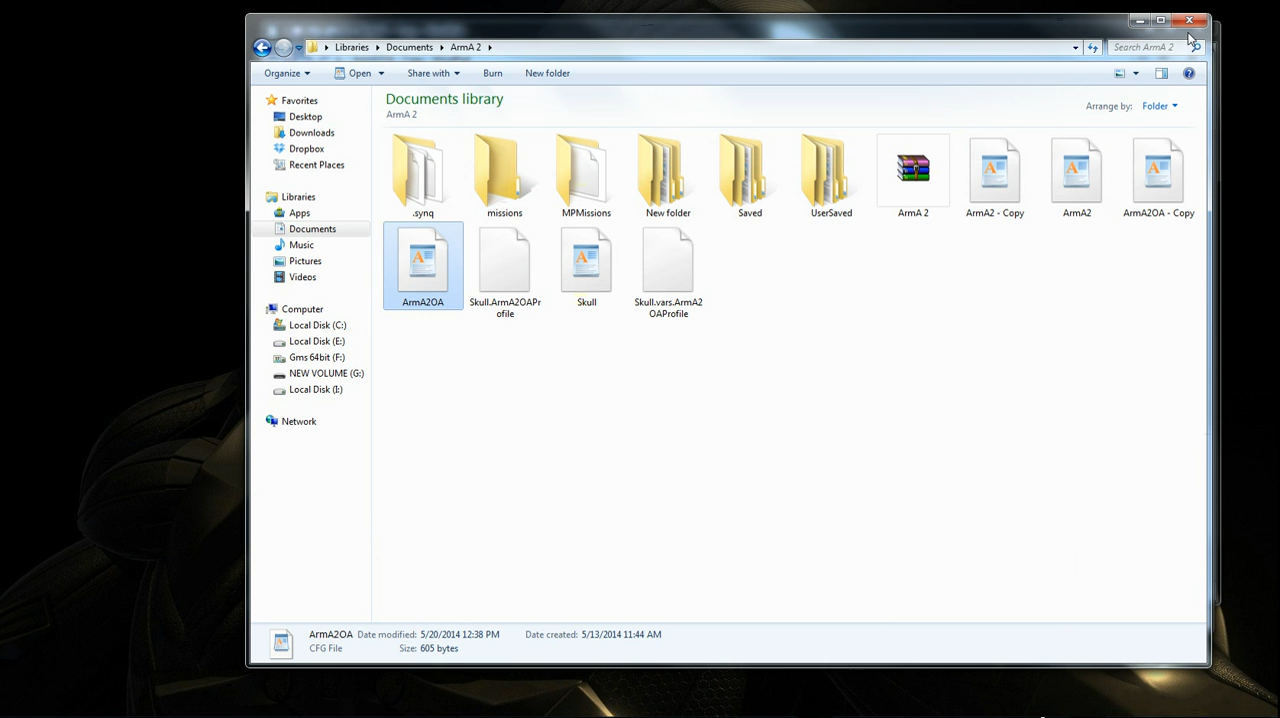 Libraries Documents ArmA 2
Search ArmA 2
Organize Open Share with Burn New folder
Favorites
Desktop
Downloads
Dropbox
Recent Places
Libraries
Apps
Documents
Music
Pictures
Videos
Computer
Local Disk (C:)
Local Disk (E:)
Gms 64bit (F:)
NEW VOLUME (G:)
Local Disk (I:)
Network
Documents library
ArmA 2
Arrange by: Folder
.synq missions MPMissions New folder Saved UserSaved ArmA 2 ArmA2 - Copy ArmA2 ArmA2OA - Copy
ArmA2OA Skull.ArmA2OAPr Skull Skull.vars.ArmA2
ofile OAProfile
ArmA2OA Date modified: 5/20/2014 12:38 PM Date created: 5/13/2014 11:44 AM
CFG File Size: 605 bytes